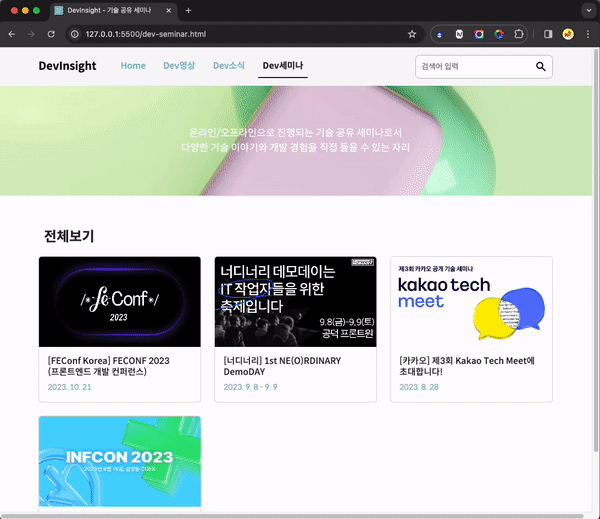 DevInsight - 기술 공유 세미나
127.0.0.1:5500/dev-seminar.html
DevInsight
Home
Dev영상
Dev소식
Dev세미나
검색어 입력
온라인/오프라인으로 진행되는 기술 공유 세미나로서
다양한 기술 이야기와 개발 경험을 직접 들을 수 있는 자리
전체보기
/*FeConf*/
2023
너디너리 데모데이는
IT 작업자들을 위한
축제입니다
9.8(금)-9.9(토)
공덕 프론트원
제3회 카카오 공개 기술 세미나
kakao tech
meet
[FEConf Korea] FECONF 2023
(프론트엔드 개발 컨퍼런스)
2023. 10. 21
[너디너리] 1st NE(O)RDINARY
DemoDAY
2023. 9. 8 - 9. 9
[카카오] 제3회 Kakao Tech Meet에
초대합니다!
2023. 8. 28
INFCON 2023